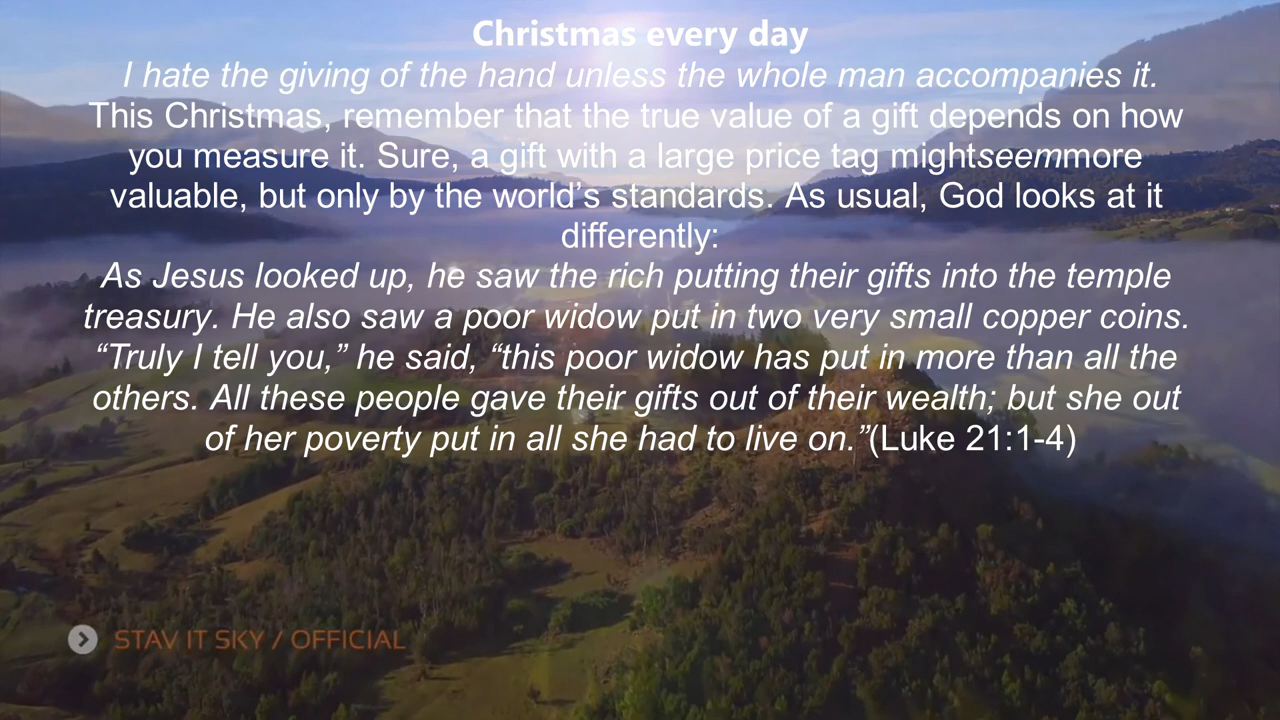 Christmas every day
I hate the giving of the hand unless the whole man accompanies it.
This Christmas, remember that the true value of a gift depends on how
you measure it. Sure, a gift with a large price tag mightseemmore
valuable, but only by the world’s standards. As usual, God looks at it
differently:
As Jesus looked up, he saw the rich putting their gifts into the temple
treasury. He also saw a poor widow put in two very small copper coins.
“Truly I tell you,” he said, “this poor widow has put in more than all the
others. All these people gave their gifts out of their wealth; but she out
of her poverty put in all she had to live on.”(Luke 21:1-4)
STAV IT SKY / OFFICIAL